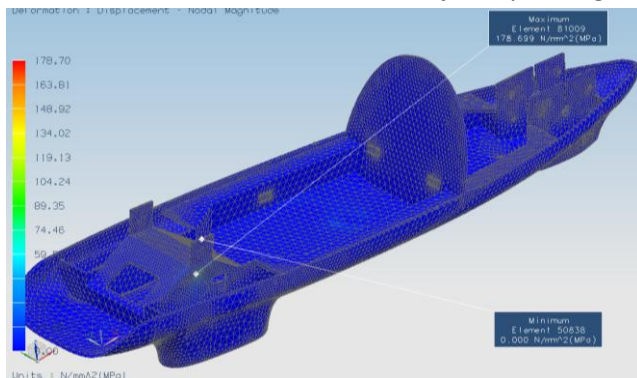 Deformation : Displacement - Nodal Magnitude
Maximum
Element 81009
178.699 N/mm^2(MPa)
178.70
163.81
148.92
134.02
119.13
104.24
89.35
74.46
Minimum
Element 50838
0.000 N/mm^2(MPa)
Units : N/mm^2(MPa)